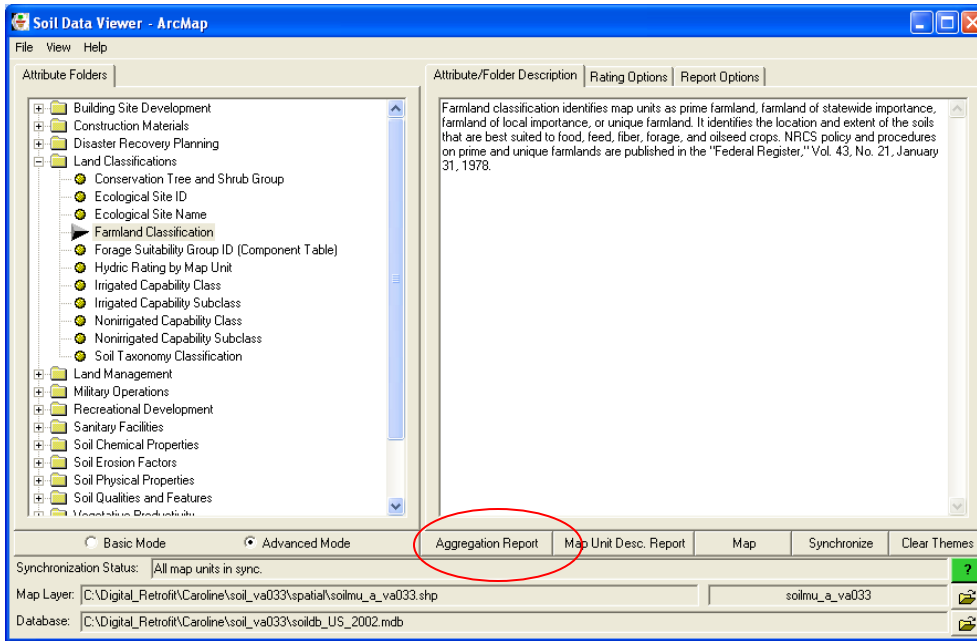 Soil Data Viewer - ArcMap
File View Help
Attribute Folders
Building Site Development
Construction Materials
Disaster Recovery Planning
Land Classifications
Conservation Tree and Shrub Group
Ecological Site ID
Ecological Site Name
Farmland Classification
Forage Suitability Group ID (Component Table)
Hydric Rating by Map Unit
Irrigated Capability Class
Irrigated Capability Subclass
Nonirrigated Capability Class
Nonirrigated Capability Subclass
Soil Taxonomy Classification
Land Management
Military Operations
Recreational Development
Sanitary Facilities
Soil Chemical Properties
Soil Erosion Factors
Soil Physical Properties
Soil Qualities and Features
Vegetative Productivity
Attribute/Folder Description Rating Options Report Options
Farmland classification identifies map units as prime farmland, farmland of statewide importance,
farmland of local importance, or unique farmland. It identifies the location and extent of the soils
that are best suited to food, feed, fiber, forage, and oilseed crops. NRCS policy and procedures
on prime and unique farmlands are published in the "Federal Register," Vol. 43, No. 21, January
31, 1978.
Basic Mode Advanced Mode Aggregation Report Map Unit Desc. Report Map Synchronize Clear Themes
Synchronization Status: All map units in sync. ?
Map Layer: C:\Digital_Retrofit\Caroline\soil_va033\spatial\soilmu_a_va033.shp soilmu_a_va033
Database: C:\Digital_Retrofit\Caroline\soil_va033\soildb_US_2002.mdb